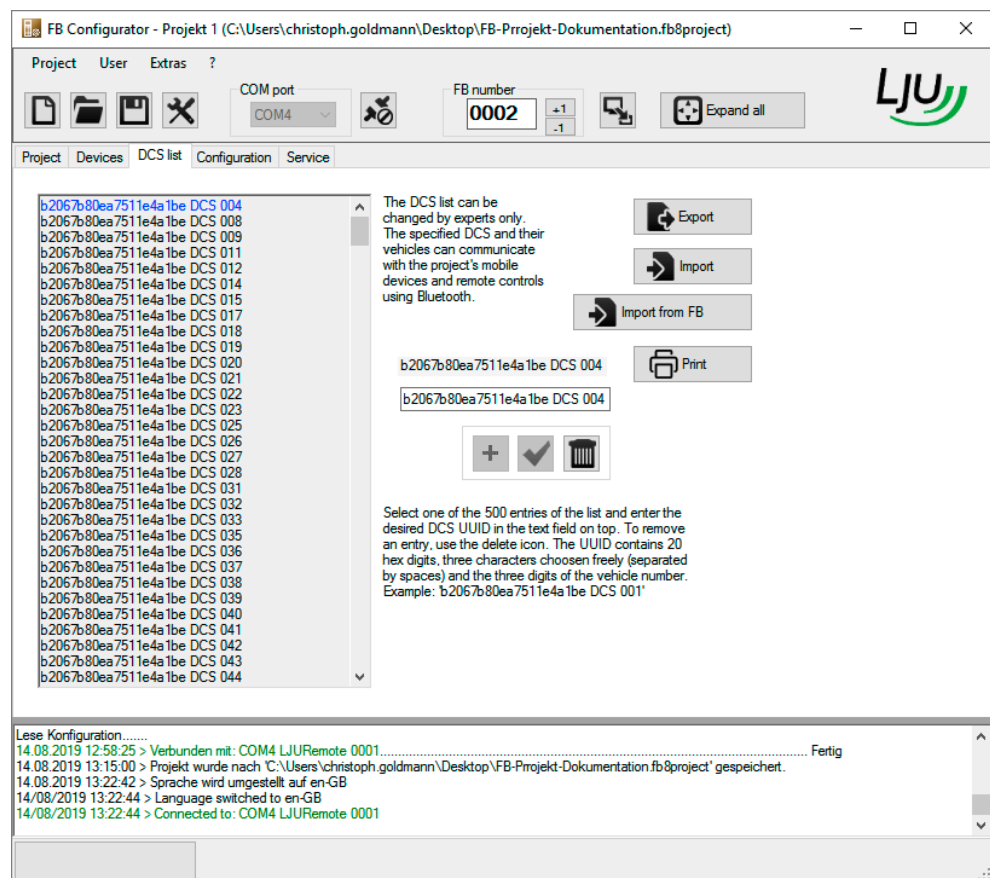 FB Configurator - Projekt 1 (C:\Users\christoph.goldmann\Desktop\FB-Prrojekt-Dokumentation.fb8project)
Project User Extras ?
COM port
COM4
FB number
0002
+1
-1
Expand all
LJU
Project Devices DCS list Configuration Service
b2067b80ea7511e4a1be DCS 004
b2067b80ea7511e4a1be DCS 008
b2067b80ea7511e4a1be DCS 009
b2067b80ea7511e4a1be DCS 011
b2067b80ea7511e4a1be DCS 012
b2067b80ea7511e4a1be DCS 014
b2067b80ea7511e4a1be DCS 015
b2067b80ea7511e4a1be DCS 017
b2067b80ea7511e4a1be DCS 018
b2067b80ea7511e4a1be DCS 019
b2067b80ea7511e4a1be DCS 020
b2067b80ea7511e4a1be DCS 021
b2067b80ea7511e4a1be DCS 022
b2067b80ea7511e4a1be DCS 023
b2067b80ea7511e4a1be DCS 025
b2067b80ea7511e4a1be DCS 026
b2067b80ea7511e4a1be DCS 027
b2067b80ea7511e4a1be DCS 028
b2067b80ea7511e4a1be DCS 031
b2067b80ea7511e4a1be DCS 032
b2067b80ea7511e4a1be DCS 033
b2067b80ea7511e4a1be DCS 035
b2067b80ea7511e4a1be DCS 036
b2067b80ea7511e4a1be DCS 037
b2067b80ea7511e4a1be DCS 038
b2067b80ea7511e4a1be DCS 039
b2067b80ea7511e4a1be DCS 040
b2067b80ea7511e4a1be DCS 041
b2067b80ea7511e4a1be DCS 042
b2067b80ea7511e4a1be DCS 043
b2067b80ea7511e4a1be DCS 044
The DCS list can be
changed by experts only.
The specified DCS and their
vehicles can communicate
with the project's mobile
devices and remote controls
using Bluetooth.
Export
Import
Import from FB
Print
b2067b80ea7511e4a1be DCS 004
b2067b80ea7511e4a1be DCS 004
Select one of the 500 entries of the list and enter the
desired DCS UUID in the text field on top. To remove
an entry, use the delete icon. The UUID contains 20
hex digits, three characters choosen freely (separated
by spaces) and the three digits of the vehicle number.
Example: 'b2067b80ea7511e4a1be DCS 001'
Lese Konfiguration.......
14.08.2019 12:58:25 > Verbunden mit: COM4 LJURemote 0001.......................................................................................................... Fertig
14.08.2019 13:15:00 > Projekt wurde nach 'C:\Users\christoph.goldmann\Desktop\FB-Prrojekt-Dokumentation.fb8project' gespeichert.
14.08.2019 13:22:42 > Sprache wird umgestellt auf en-GB
14/08/2019 13:22:44 > Language switched to en-GB
14/08/2019 13:22:44 > Connected to: COM4 LJURemote 0001